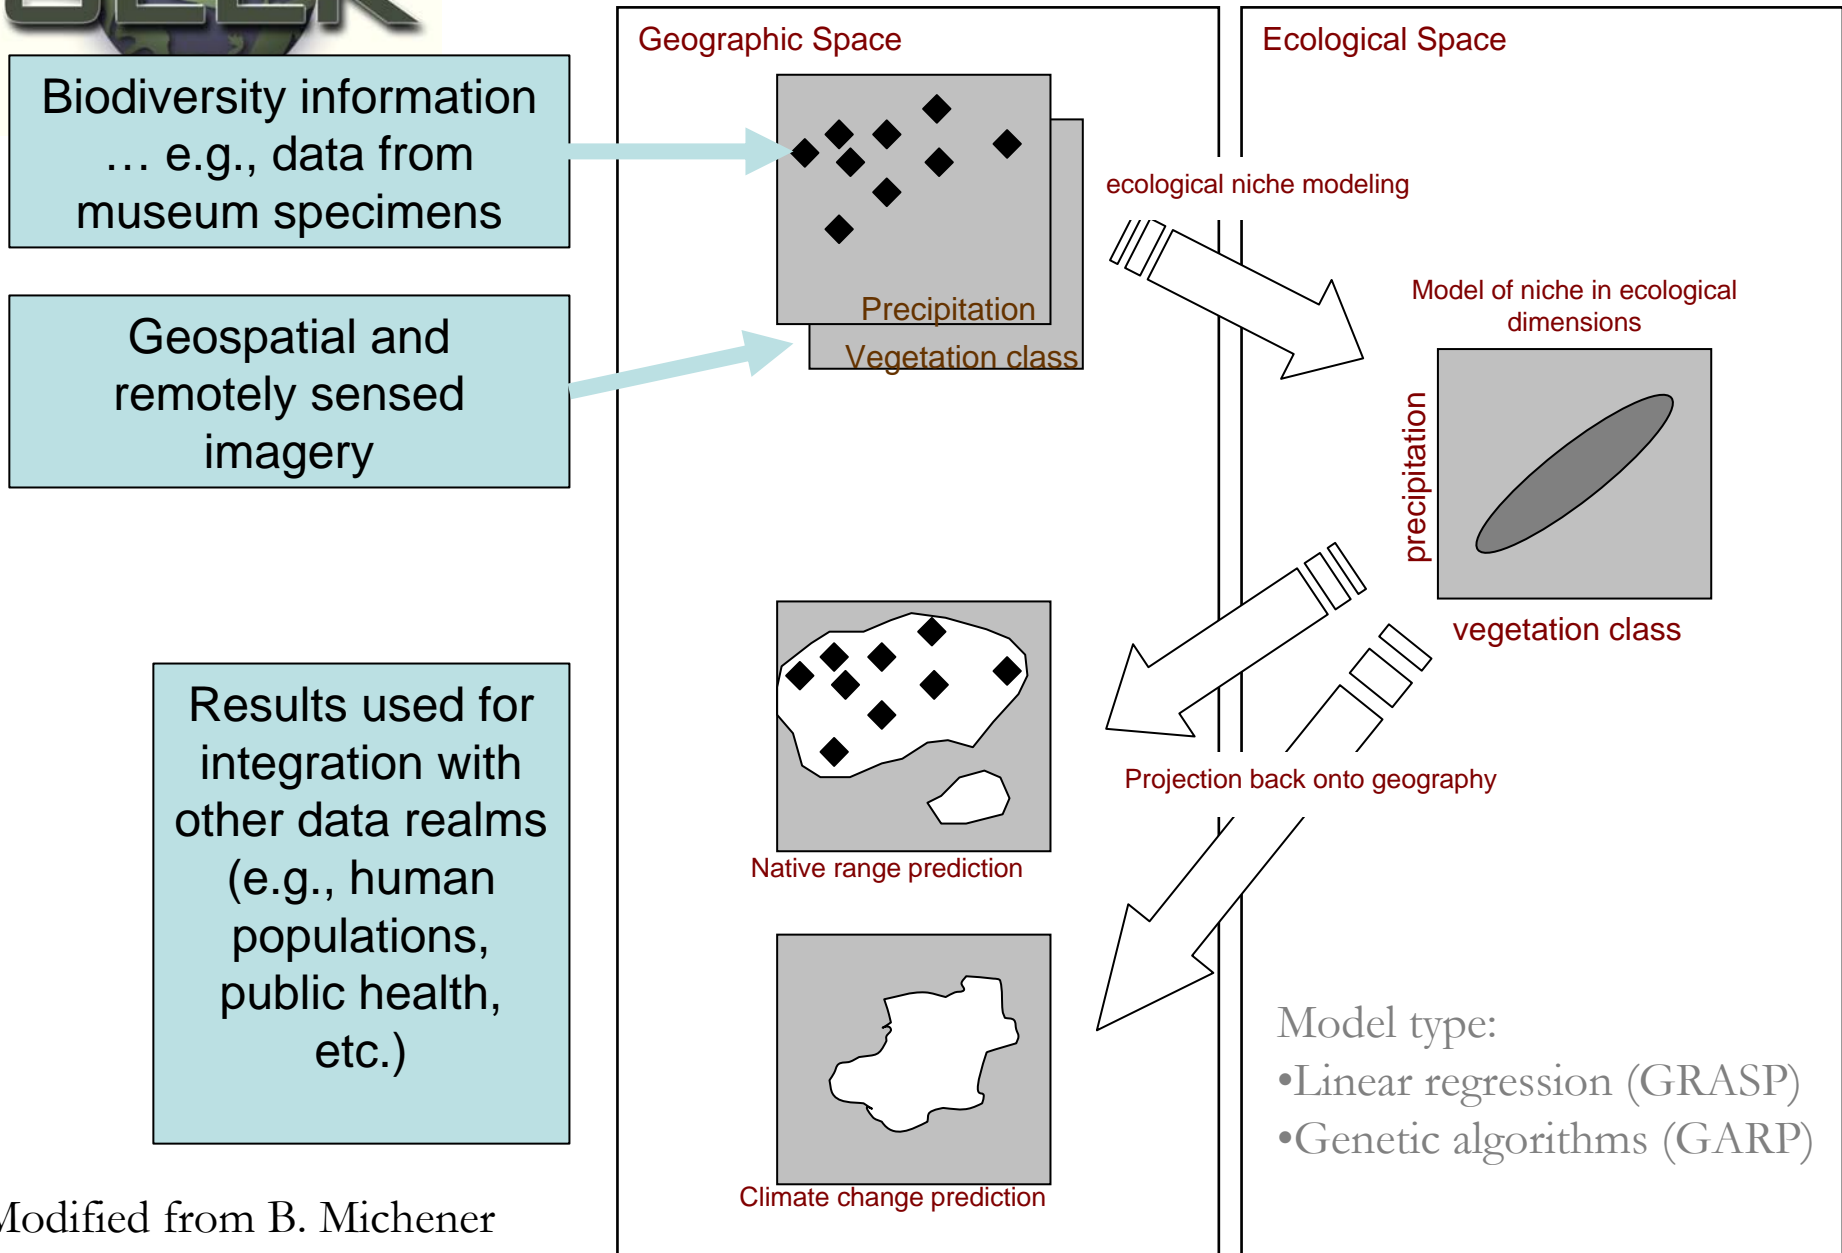 Biodiversity information
… e.g., data from
museum specimens
Geospatial and
remotely sensed
imagery
Results used for
integration with
other data realms
(e.g., human
populations,
public health,
etc.)
Modified from B. Michener
Geographic Space
Precipitation
Vegetation class
ecological niche modeling
Native range prediction
Projection back onto geography
Climate change prediction
Ecological Space
Model of niche in ecological
dimensions
precipitation
vegetation class
Model type:
•Linear regression (GRASP)
•Genetic algorithms (GARP)